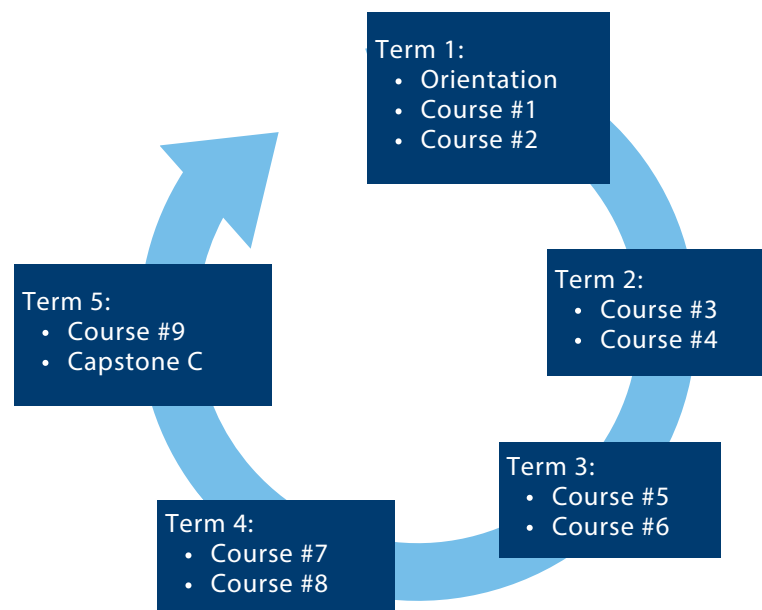 Term 1:
• Orientation
• Course #1
• Course #2
Term 2:
• Course #3
• Course #4
Term 3:
• Course #5
• Course #6
Term 4:
• Course #7
• Course #8
Term 5:
• Course #9
• Capstone C